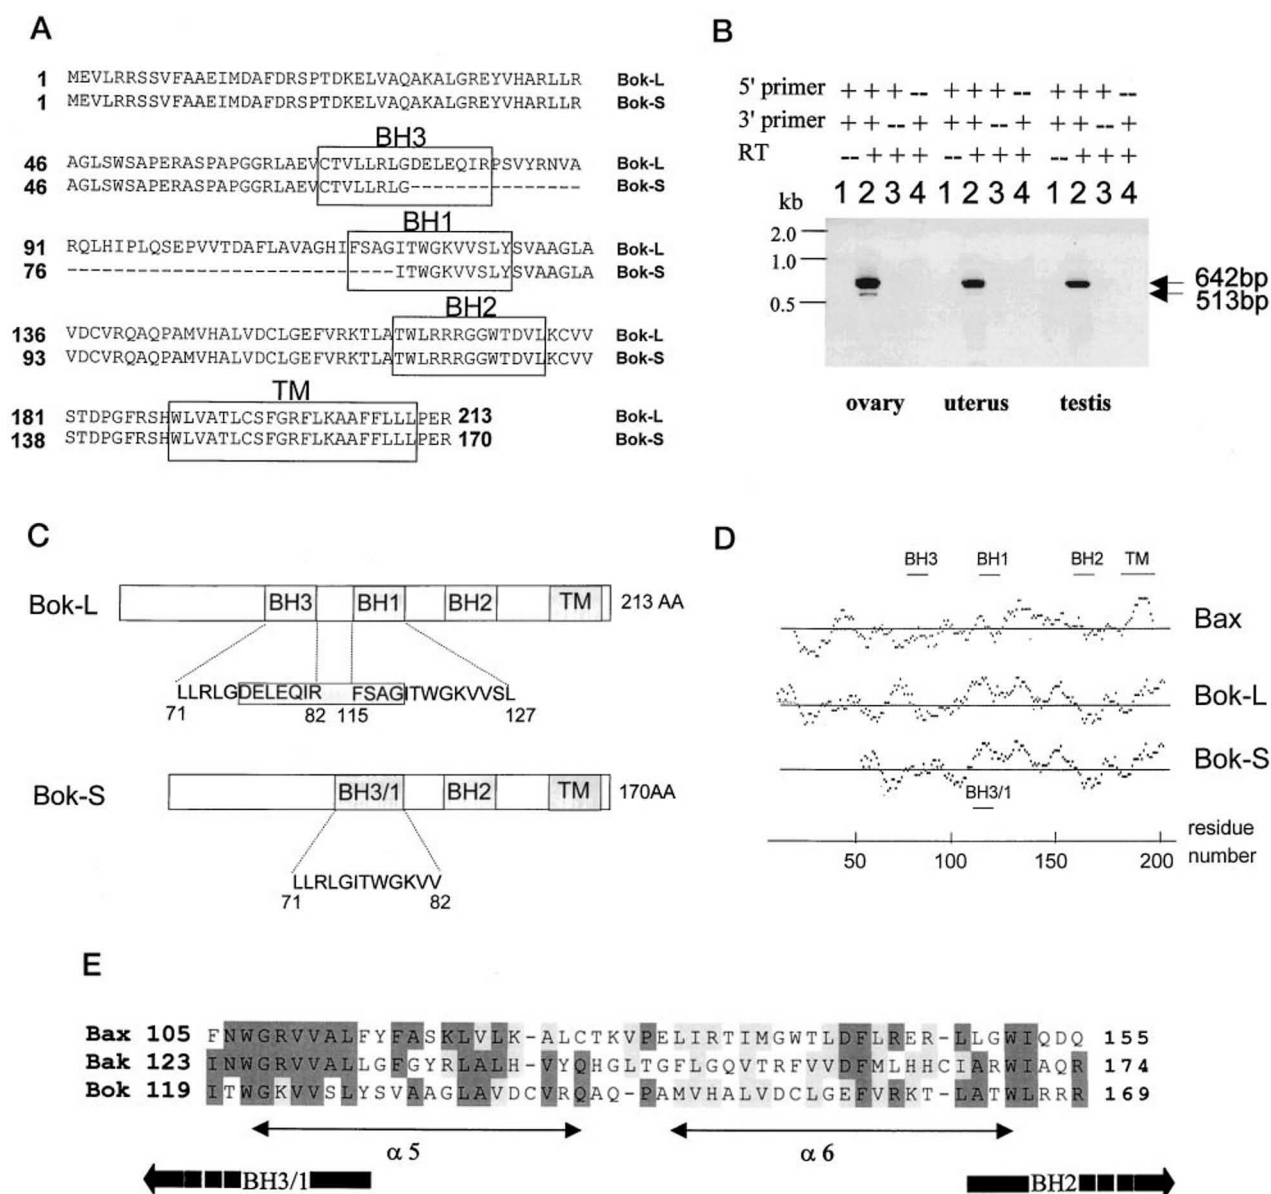 A
1 MEVLRRSSVFAAEIMDAFDRSPTDKELVAQAKALGREYVHARLLR Bok-L
1 MEVLRRSSVFAAEIMDAFDRSPTDKELVAQAKALGREYVHARLLR Bok-S
BH3
46 AGLSWSAPERASPAPGGRLAEVCTVLLRLGDELEQIRPSVYRNVA Bok-L
46 AGLSWSAPERASPAPGGRLAEVCTVLLRLG--------------- Bok-S
BH1
91 RQLHIPLQSEPVVTDAFLAVAGHIFSAGITWGKVVSLYSVAAGLA Bok-L
76 ----------------------------ITWGKVVSLYSVAAGLA Bok-S
BH2
136 VDCVRQAQPAMVHALVDCLGEFVRKTLATWLRRRGGWTDVLKCVV Bok-L
93 VDCVRQAQPAMVHALVDCLGEFVRKTLATWLRRRGGWTDVLKCVV Bok-S
TM
181 STDPGFRSHWLVATLCSFGRFLKAAFFLLLPER 213 Bok-L
138 STDPGFRSHWLVATLCSFGRFLKAAFFLLLPER 170 Bok-S
B
5' primer + + + -- + + + -- + + + --
3' primer + + -- + + + -- + + + -- +
RT -- + + + -- + + + -- + + +
kb 1 2 3 4 1 2 3 4 1 2 3 4
2.0
1.0
0.5
642bp
513bp
ovary uterus testis
C
Bok-L BH3 BH1 BH2 TM 213 AA
LLRLGDELEQIR FSAGITWGKVVSL
71 82 115 127
Bok-S BH3/1 BH2 TM 170AA
LLRLGITWGKVV
71 82
D
BH3 BH1 BH2 TM
Bax
Bok-L
Bok-S
BH3/1
residue
number
50 100 150 200
E
Bax 105 FNWGRVVALFYFASKLVLK-ALCTKVPELIRTIMGWTLDFLRER-LLGWIQDQ 155
Bak 123 INWGRVVALLGFGYRLALH-VYQHGLTGFLGQVTRFVVDFMLHHCIARWIAQR 174
Bok 119 ITWGKVVSLYSVAAGLAVDCVRQAQ-PAMVHALVDCLGEFVRKT-LATWLRRR 169
α 5 α 6
BH3/1 BH2